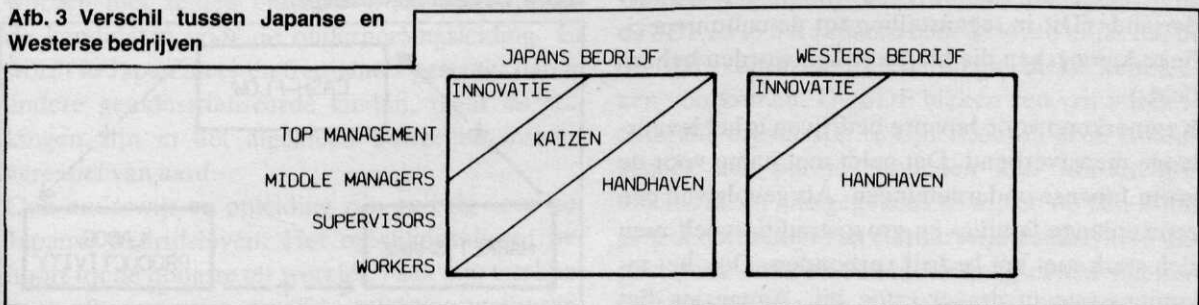 Afb. 3 Verschil tussen Japanse en
Westerse bedrijven
JAPANS BEDRIJF
WESTERS BEDRIJF
INNOVATIE
INNOVATIE
TOP MANAGEMENT
KAIZEN
MIDDLE MANAGERS
HANDHAVEN
HANDHAVEN
SUPERVISORS
WORKERS